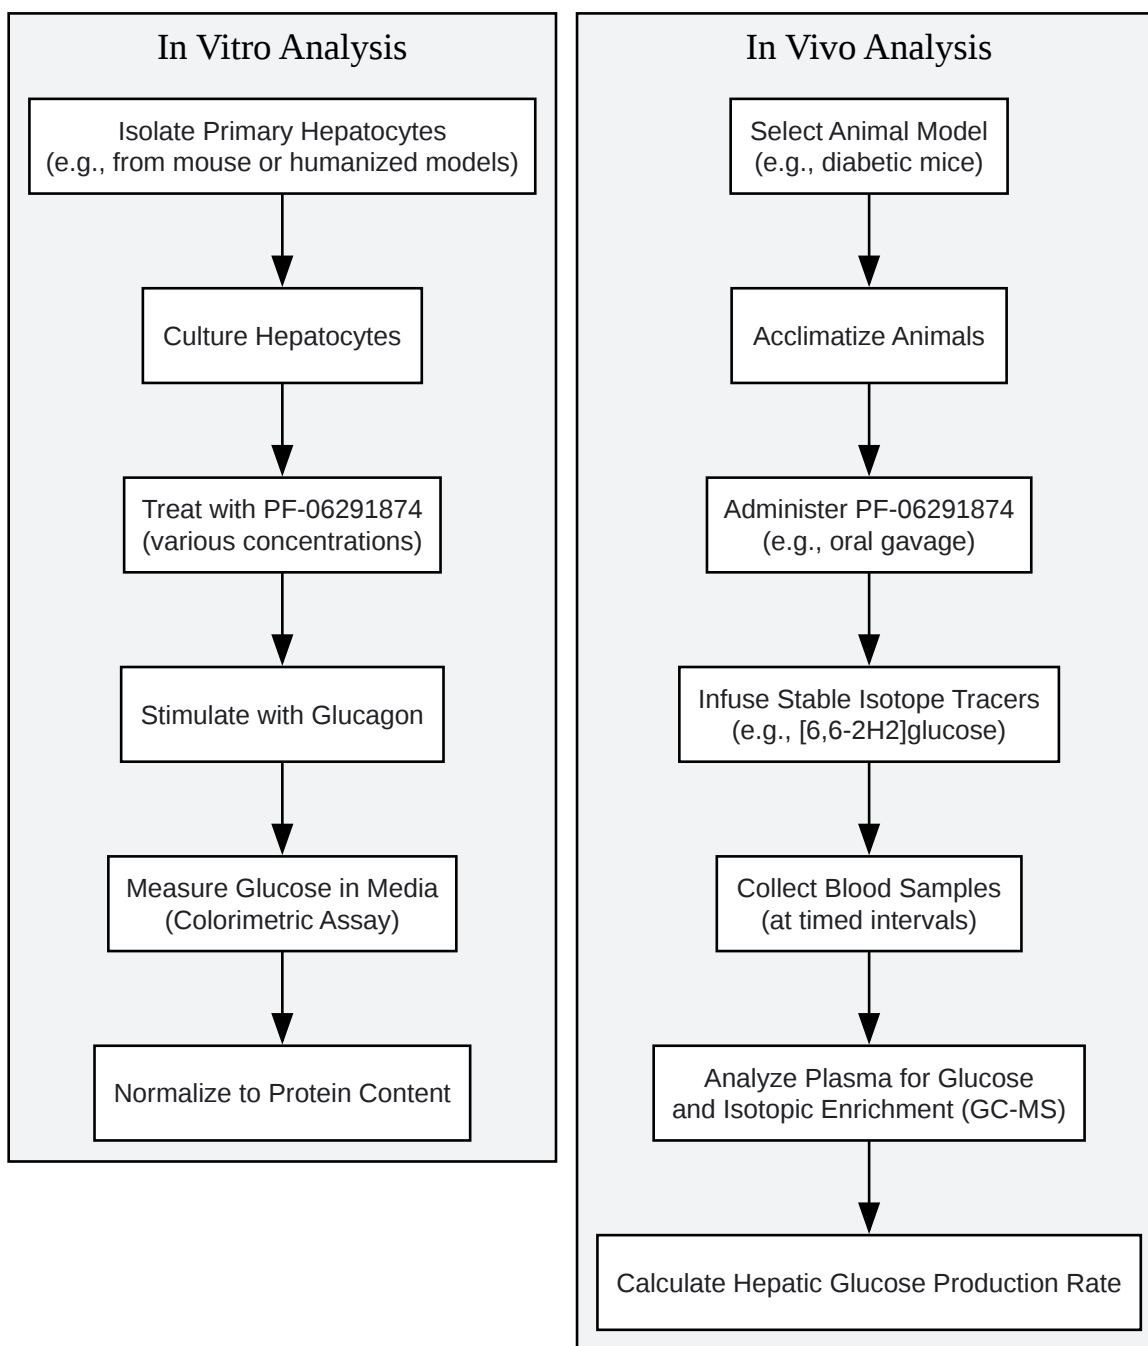 In Vitro Analysis
Isolate Primary Hepatocytes
(e.g., from mouse or humanized models)
Culture Hepatocytes
Treat with PF-06291874
(various concentrations)
Stimulate with Glucagon
Measure Glucose in Media
(Colorimetric Assay)
Normalize to Protein Content
In Vivo Analysis
Select Animal Model
(e.g., diabetic mice)
Acclimatize Animals
Administer PF-06291874
(e.g., oral gavage)
Infuse Stable Isotope Tracers
(e.g., [6,6-2H2]glucose)
Collect Blood Samples
(at timed intervals)
Analyze Plasma for Glucose
and Isotopic Enrichment (GC-MS)
Calculate Hepatic Glucose Production Rate